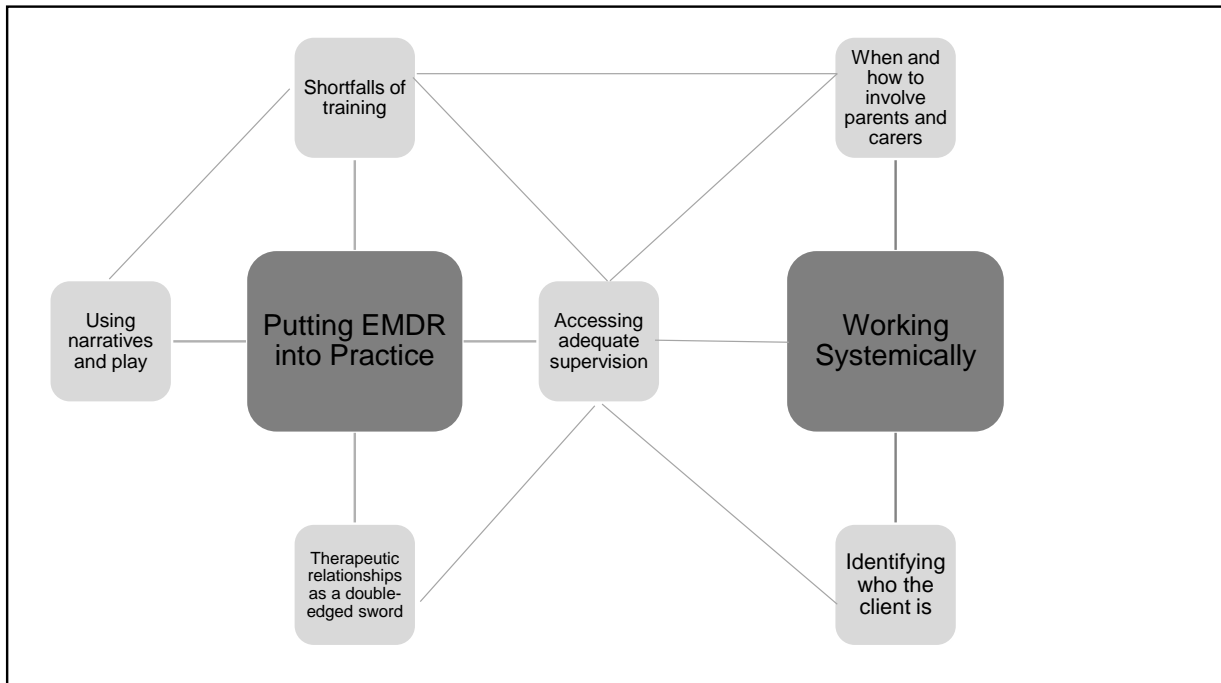 Shortfalls of
training
When and
how to
involve
parents and
carers
Using
narratives
and play
Putting EMDR
into Practice
Accessing
adequate
supervision
Working
Systemically
Therapeutic
relationships
as a double-
edged sword
Identifying
who the
client is